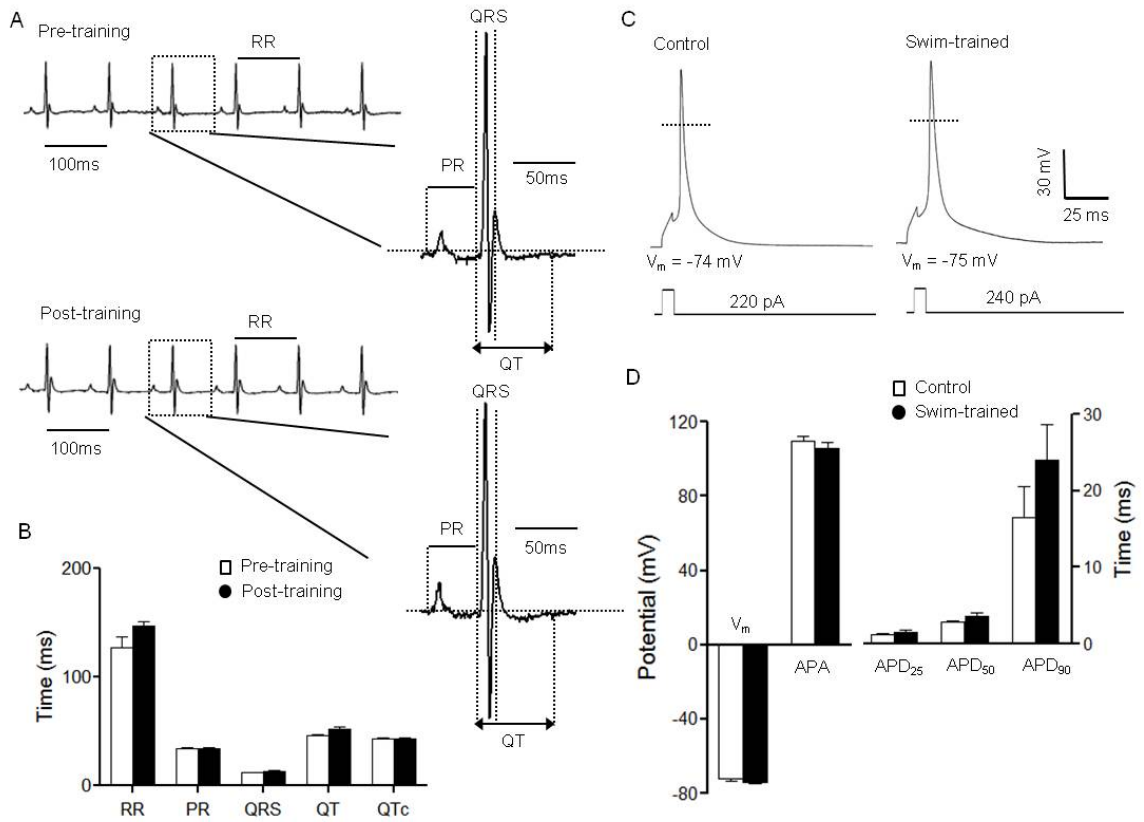 A
Pre-training
RR
100ms
QRS
PR
50ms
QT
Post-training
RR
100ms
QRS
PR
50ms
QT
B
Pre-training
Post-training
Time (ms)
200
100
0
RR
PR
QRS
QT
QTc
C
Control
Swim-trained
30 mV
25 ms
Vm = -74 mV
Vm = -75 mV
220 pA
240 pA
D
Control
Swim-trained
Potential (mV)
120
80
40
0
-40
-80
Vm
APA
APD25
APD50
APD90
30
20
10
0
Time (ms)